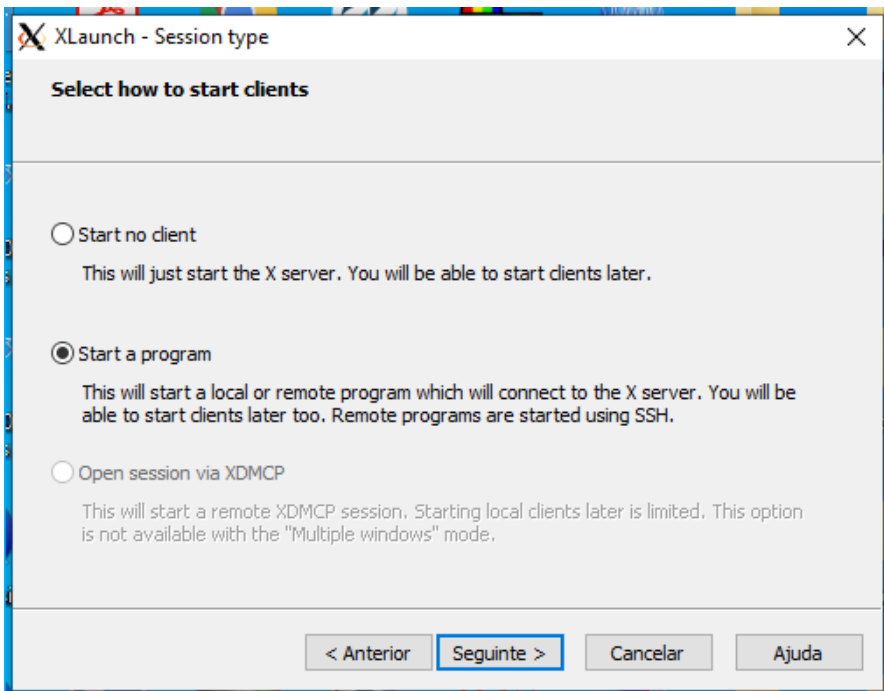 XLaunch - Session type
Select how to start clients
Start no client
This will just start the X server. You will be able to start clients later.
Start a program
This will start a local or remote program which will connect to the X server. You will be
able to start clients later too. Remote programs are started using SSH.
Open session via XDMCP
This will start a remote XDMCP session. Starting local clients later is limited. This option
is not available with the "Multiple windows" mode.
< Anterior
Seguinte >
Cancelar
Ajuda